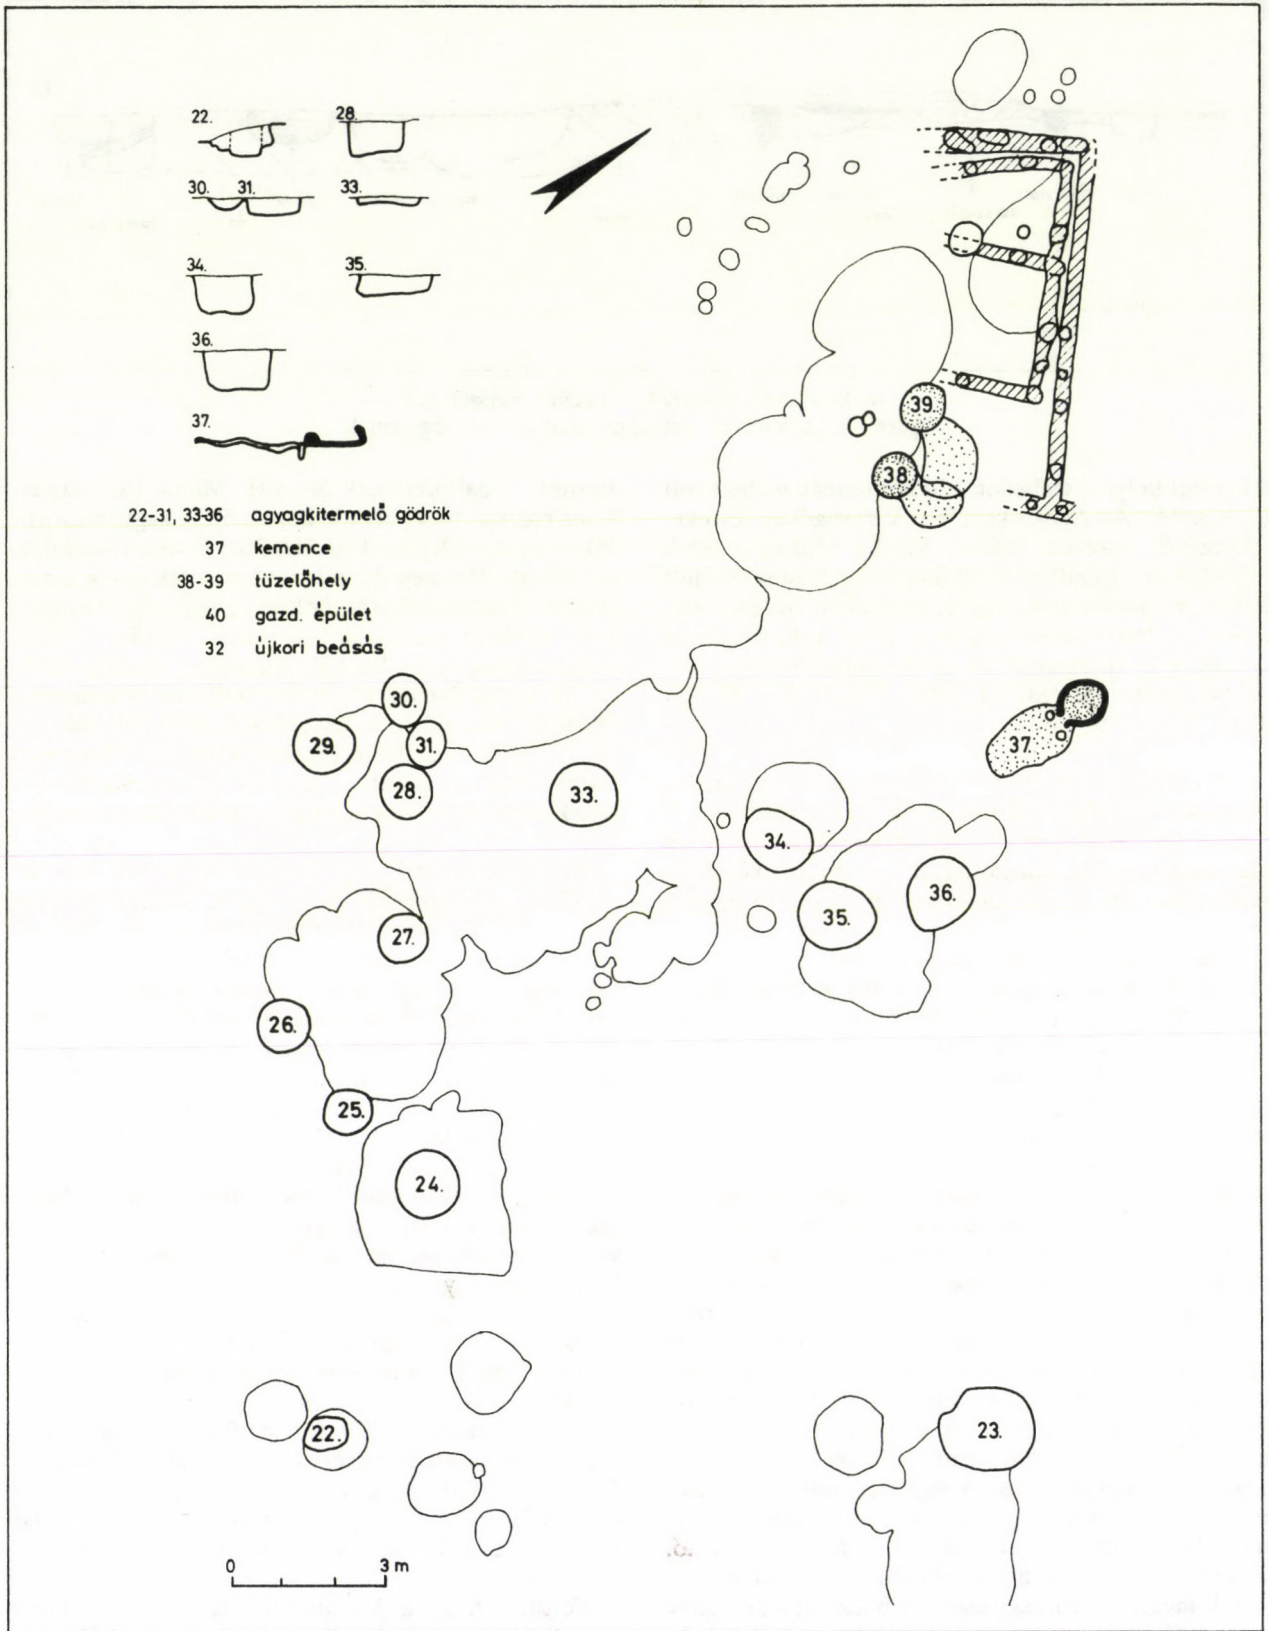 22. 28.
30. 31. 33.
34. 35.
36.
37.
22-31, 33-36 agyagkitermelő gödrök
37 kemence
38-39 tüzelőhely
40 gazd. épület
32 újkori beásás
39
38
30.
29. 31.
37.
28. 33.
34.
36.
35.
27.
26.
25.
24.
22. 23.
0 3 m